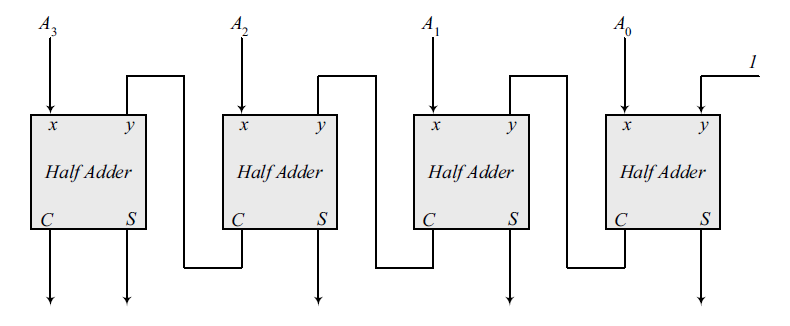 A₃ A₂ A₁ A₀
1
x y x y x y x y
Half Adder Half Adder Half Adder Half Adder
C S C S C S C S